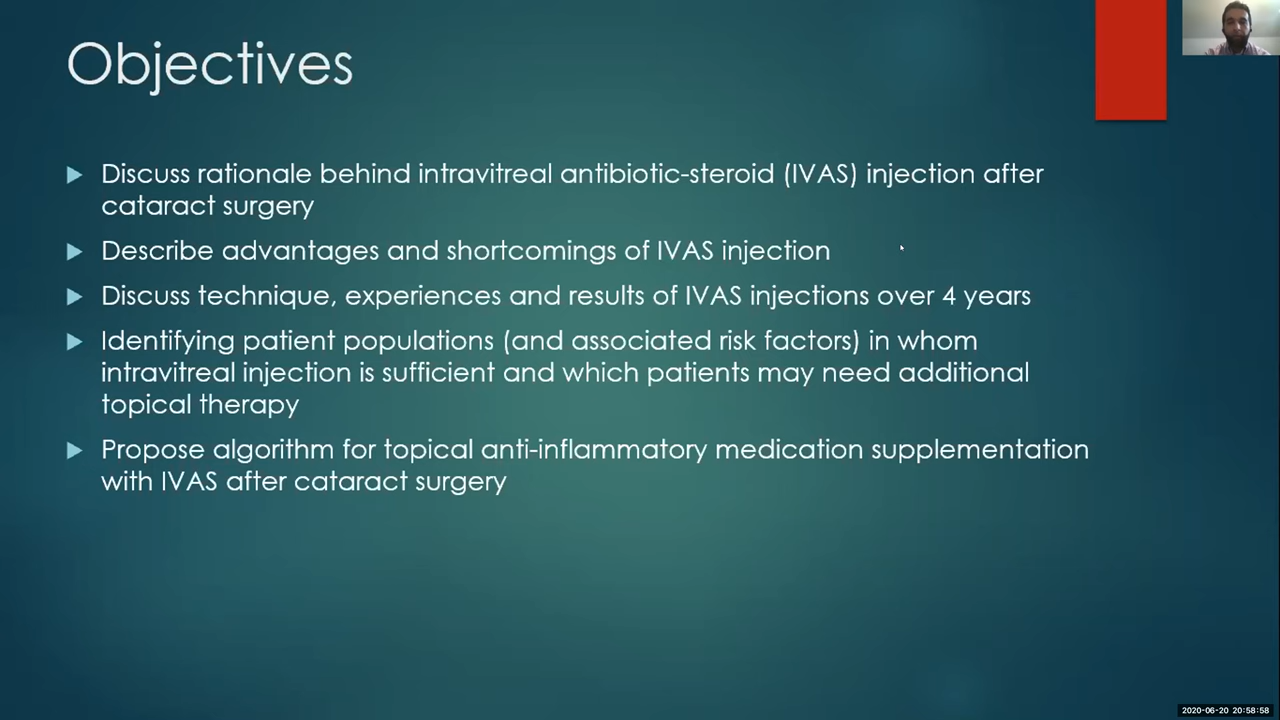 Objectives
Discuss rationale behind intravitreal antibiotic-steroid (IVAS) injection after
cataract surgery
Describe advantages and shortcomings of IVAS injection
Discuss technique, experiences and results of IVAS injections over 4 years
Identifying patient populations (and associated risk factors) in whom
intravitreal injection is sufficient and which patients may need additional
topical therapy
Propose algorithm for topical anti-inflammatory medication supplementation
with IVAS after cataract surgery
2020-06-20 20:58:58